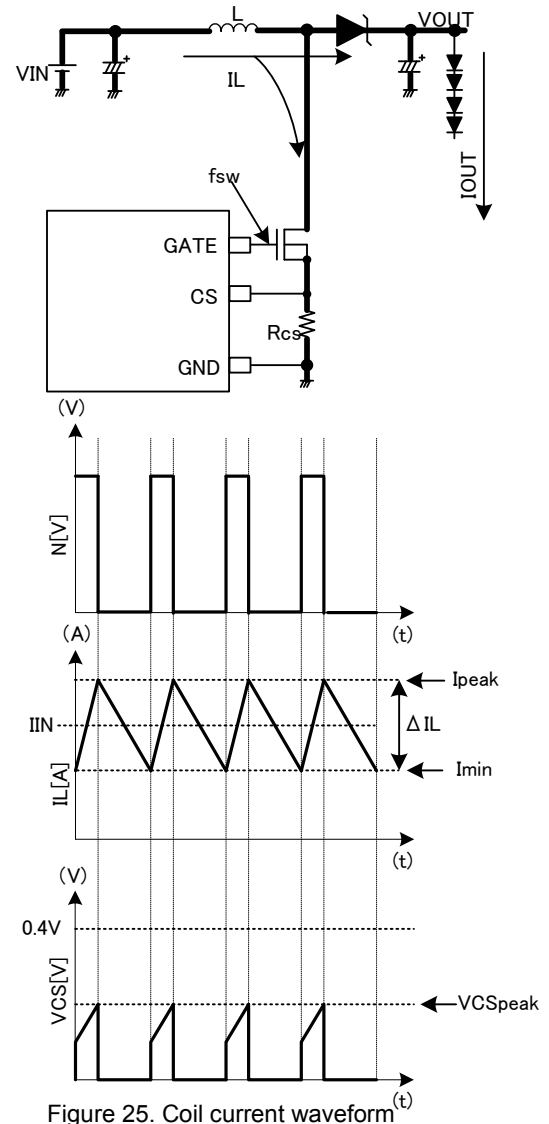 L
VOUT
VIN
+
+
IL
IOUT
fsw
GATE
CS
Rcs
GND
(V)
N[V]
(t)
(A)
Ipeak
IIN
ΔIL
IL[A]
Imin
(t)
(V)
0.4V
VCS[V]
VCSpeak
(t)
Figure 25. Coil current waveform